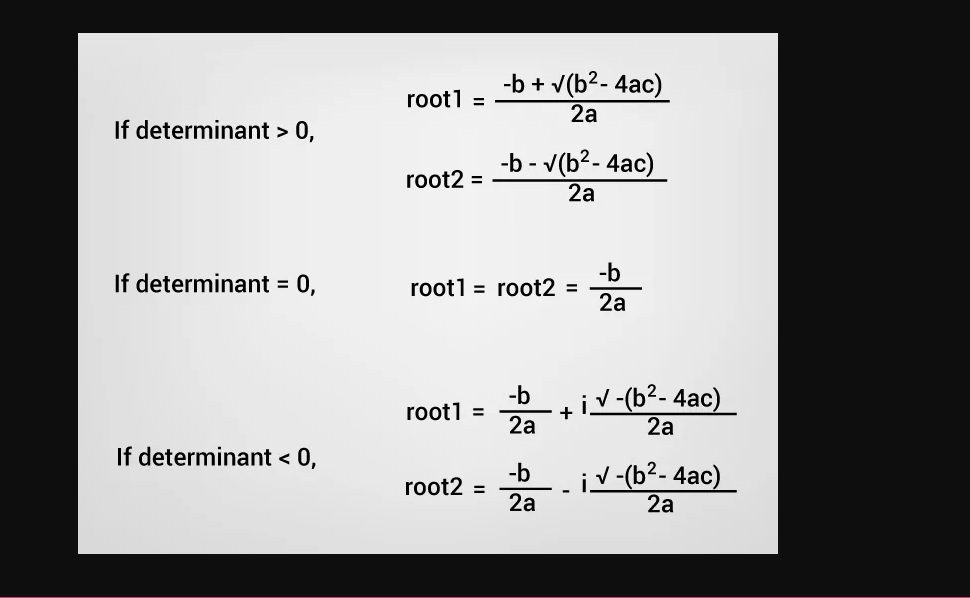 If determinant > 0,
root1 = -b + √(b²- 4ac)
2a
root2 = -b - √(b²- 4ac)
2a
If determinant = 0,
root1 = root2 = -b
2a
If determinant < 0,
root1 = -b + i √ -(b²- 4ac)
2a 2a
root2 = -b - i √ -(b²- 4ac)
2a 2a